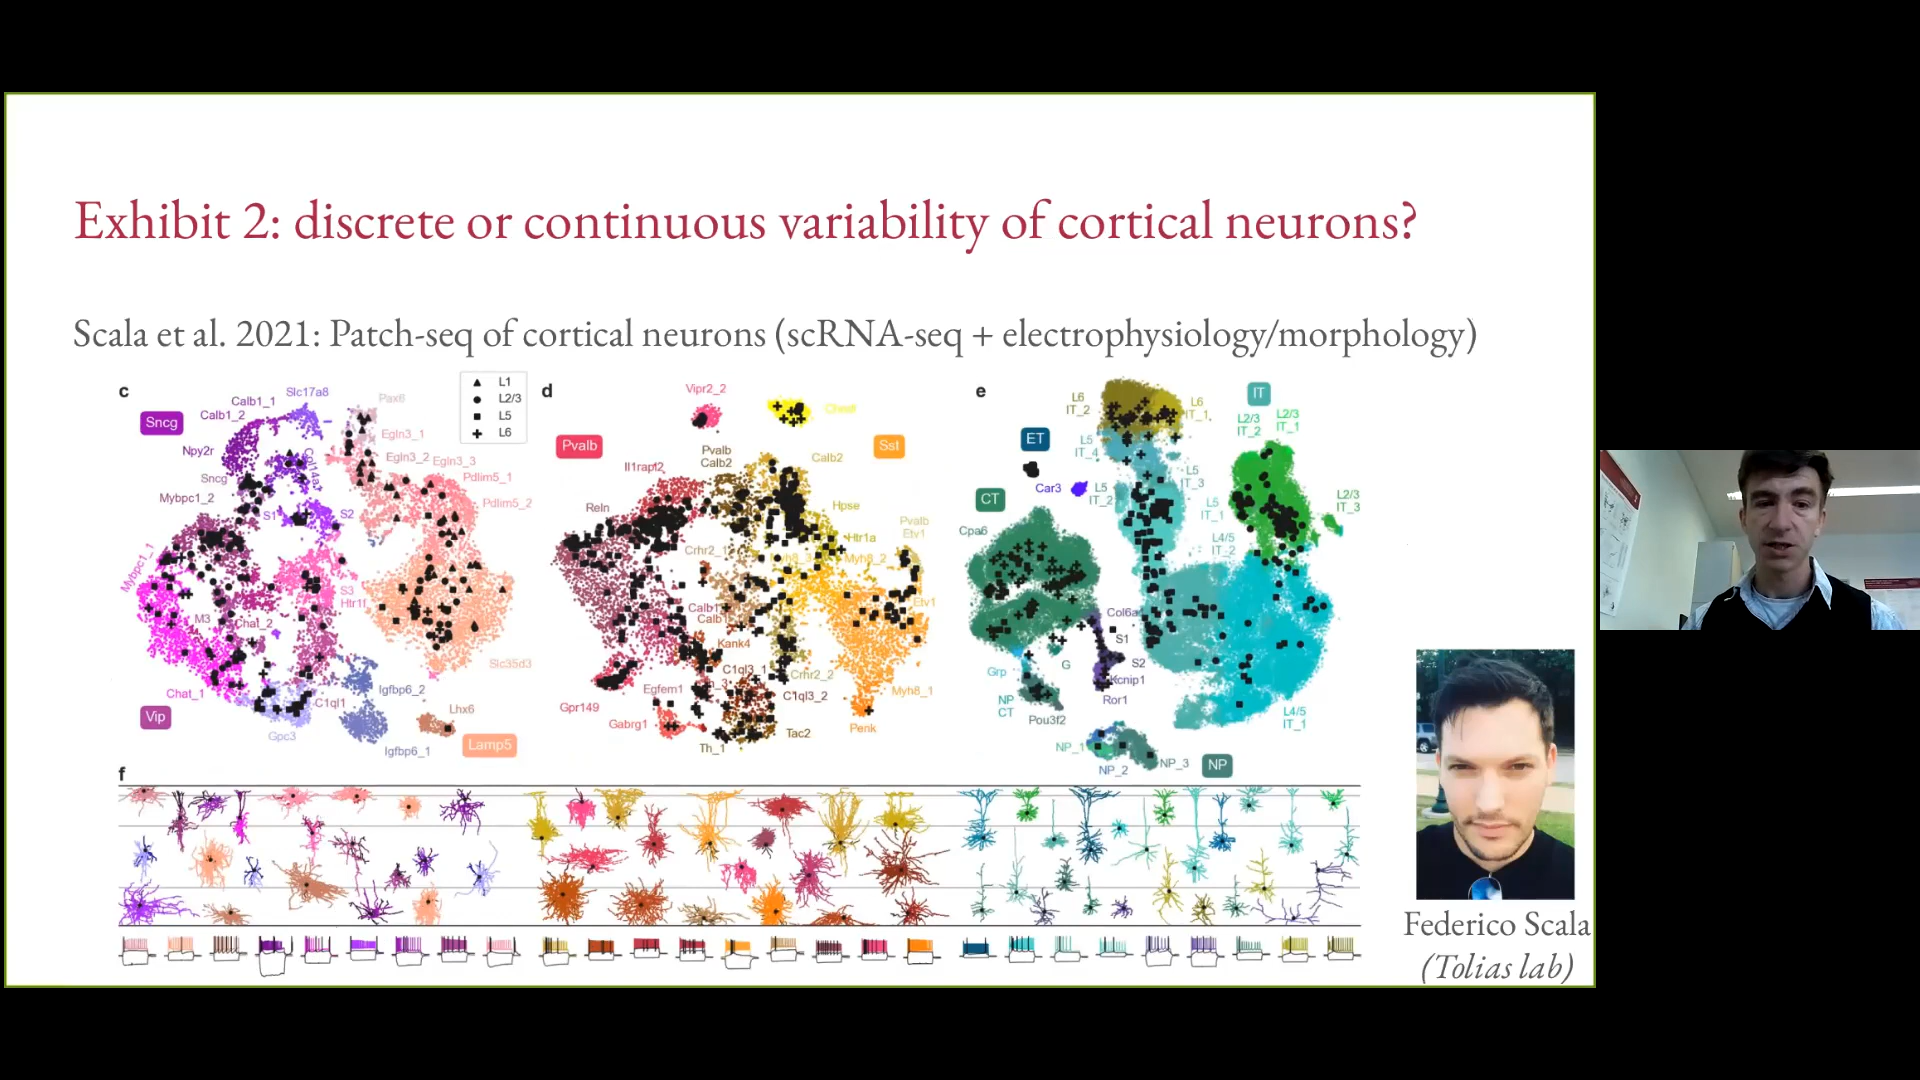 Exhibit 2: discrete or continuous variability of cortical neurons?
Scala et al. 2021: Patch-seq of cortical neurons (scRNA-seq + electrophysiology/morphology)
c
Sncg
Calb1_1
Slc17a8
Calb1_2
Npy2r
Sncg
Mybpc1_2
Col14a1
S1
S2
Pax6
Egln3_1
Egln3_2
Egln3_3
Pdlim5_1
Pdlim5_2
L1
L2/3
L5
L6
Mybpc1_1
M3
Chat_2
S3
Htr1f
Chat_1
Vip
Gpc3
C1ql1
Igfbp6_2
Igfbp6_1
Lhx6
Lamp5
Slc35d3
d
Vipr2_2
Pvalb
Sst
Il1rapl2
Pvalb
Calb2
Calb2
Reln
Hpse
Htr1a
Pvalb
Etv1
Crhr2_1
Myh8_3
Myh8_2
Calb1
Calb1
Etv1
Kank4
C1ql3_1
Crhr2_2
C1ql3_2
Egfem1
Gpr149
Gabrg1
Th_1
Tac2
Penk
Myh8_1
e
L6
IT_2
L6
IT_1
IT
L2/3
IT_2
L2/3
IT_1
ET
L5
IT_4
Car3
L5
IT_2
L5
IT_3
L5
IT_1
L2/3
IT_3
CT
Cpa6
L4/5
IT_2
Col6a
S1
S2
Kcnip1
Ror1
G
Grp
NP
CT
Pou3f2
L4/5
IT_1
NP_1
NP_2
NP_3
NP
f
Federico Scala
(Tolias lab)